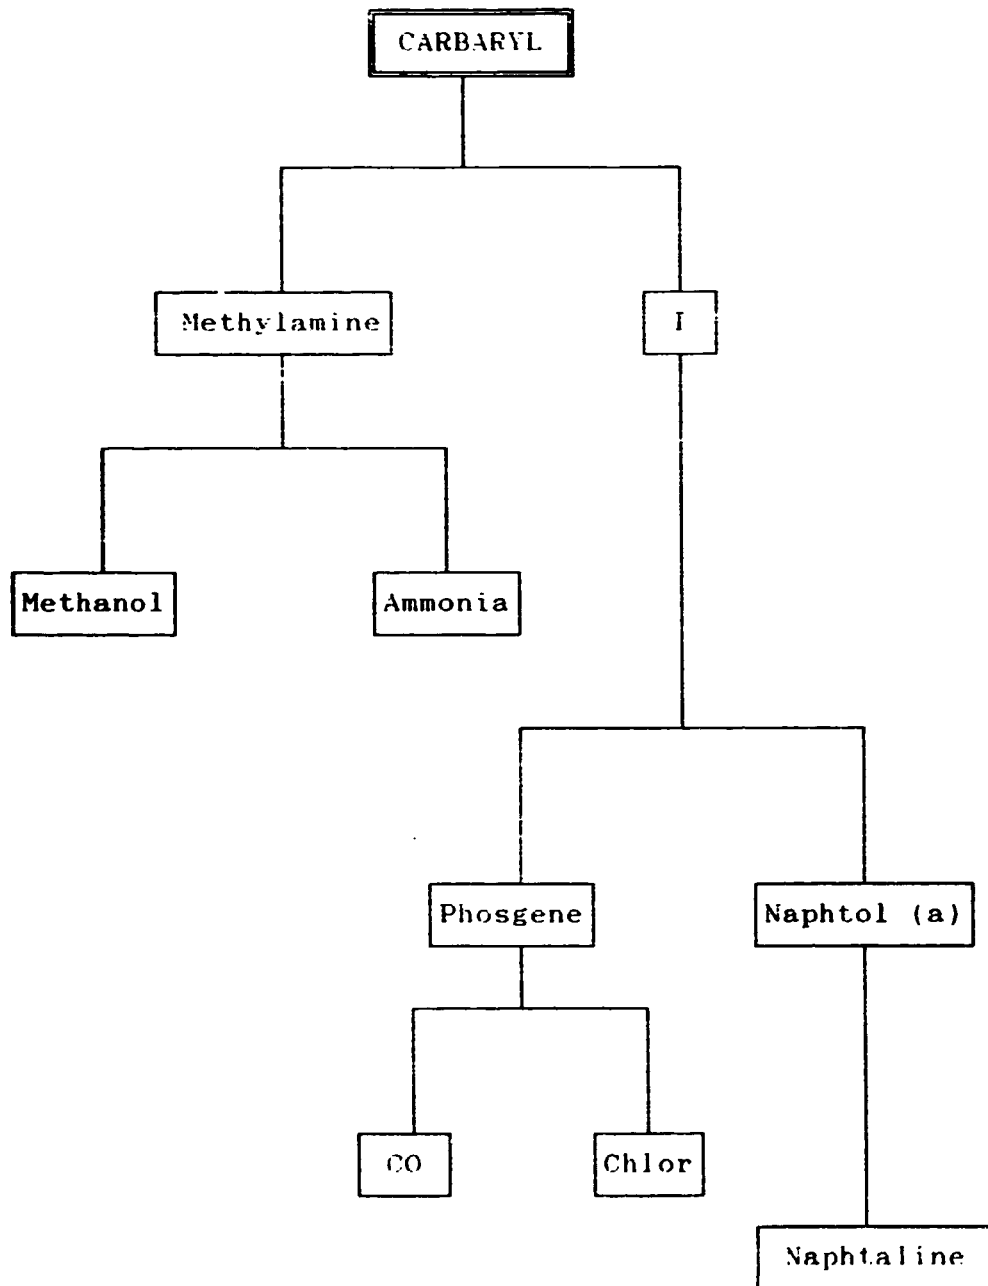 CARBARYL
Methylamine
I
Methanol
Ammonia
Phosgene
Naphtol (a)
CO
Chlor
Naphtaline